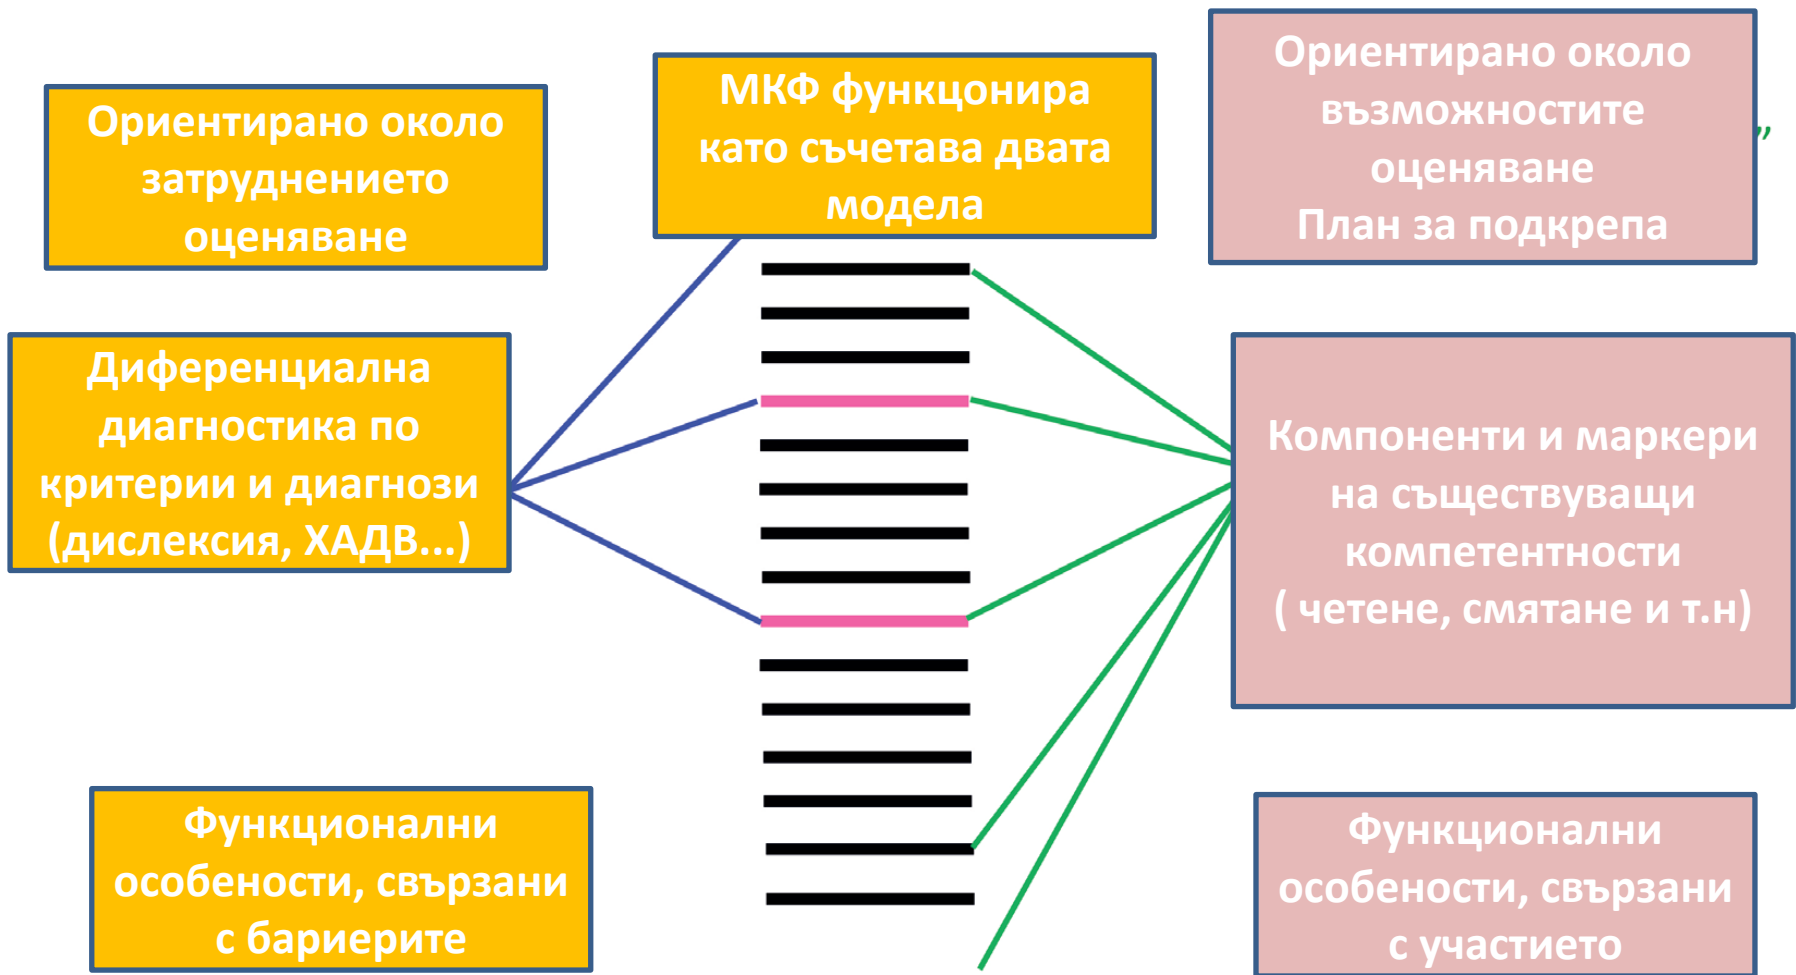 Ориентирано около
затруднението
оценяване
МКФ функцонира
като съчетава двата
модела
Ориентирано около
възможностите
оценяване
План за подкрепа
”
Диференциална
диагностика по
критерии и диагнози
(дислексия, ХАДВ...)
Компоненти и маркери
на съществуващи
компетентности
( четене, смятане и т.н)
Функционални
особености, свързани
с бариерите
Функционални
особености, свързани
с участието